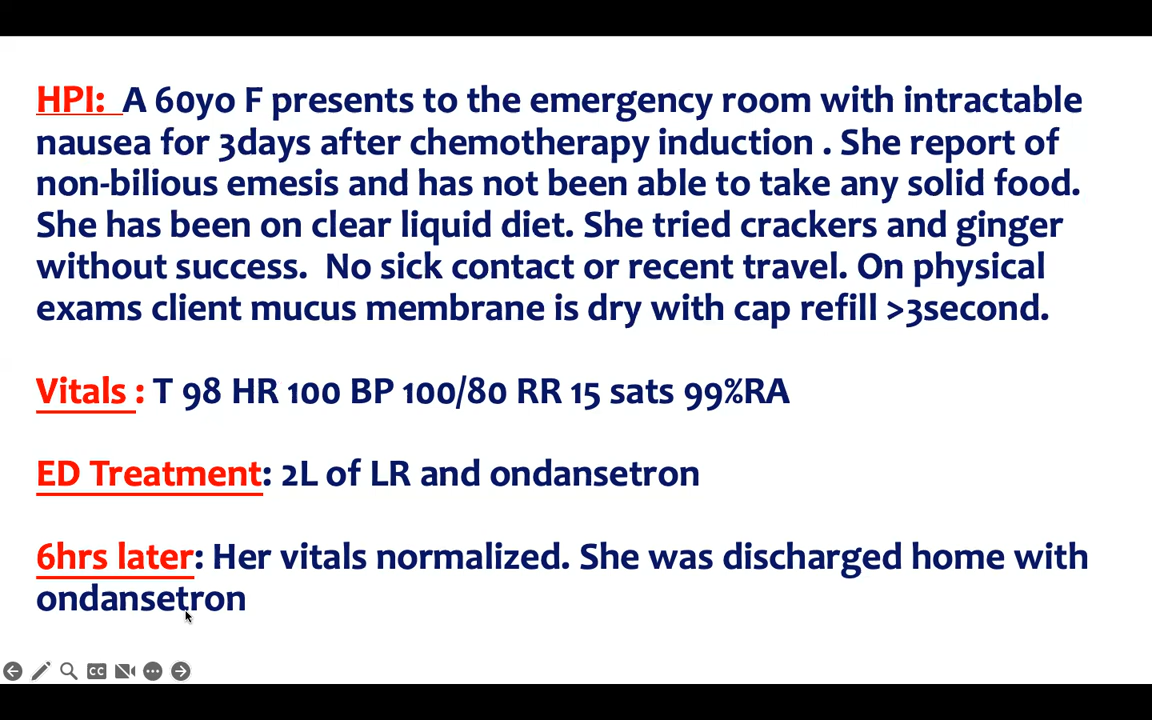 HPI: A 60yo F presents to the emergency room with intractable
nausea for 3days after chemotherapy induction . She report of
non-bilious emesis and has not been able to take any solid food.
She has been on clear liquid diet. She tried crackers and ginger
without success. No sick contact or recent travel. On physical
exams client mucus membrane is dry with cap refill >3second.
Vitals : T 98 HR 100 BP 100/80 RR 15 sats 99%RA
ED Treatment: 2L of LR and ondansetron
6hrs later: Her vitals normalized. She was discharged home with
ondansetron
CC